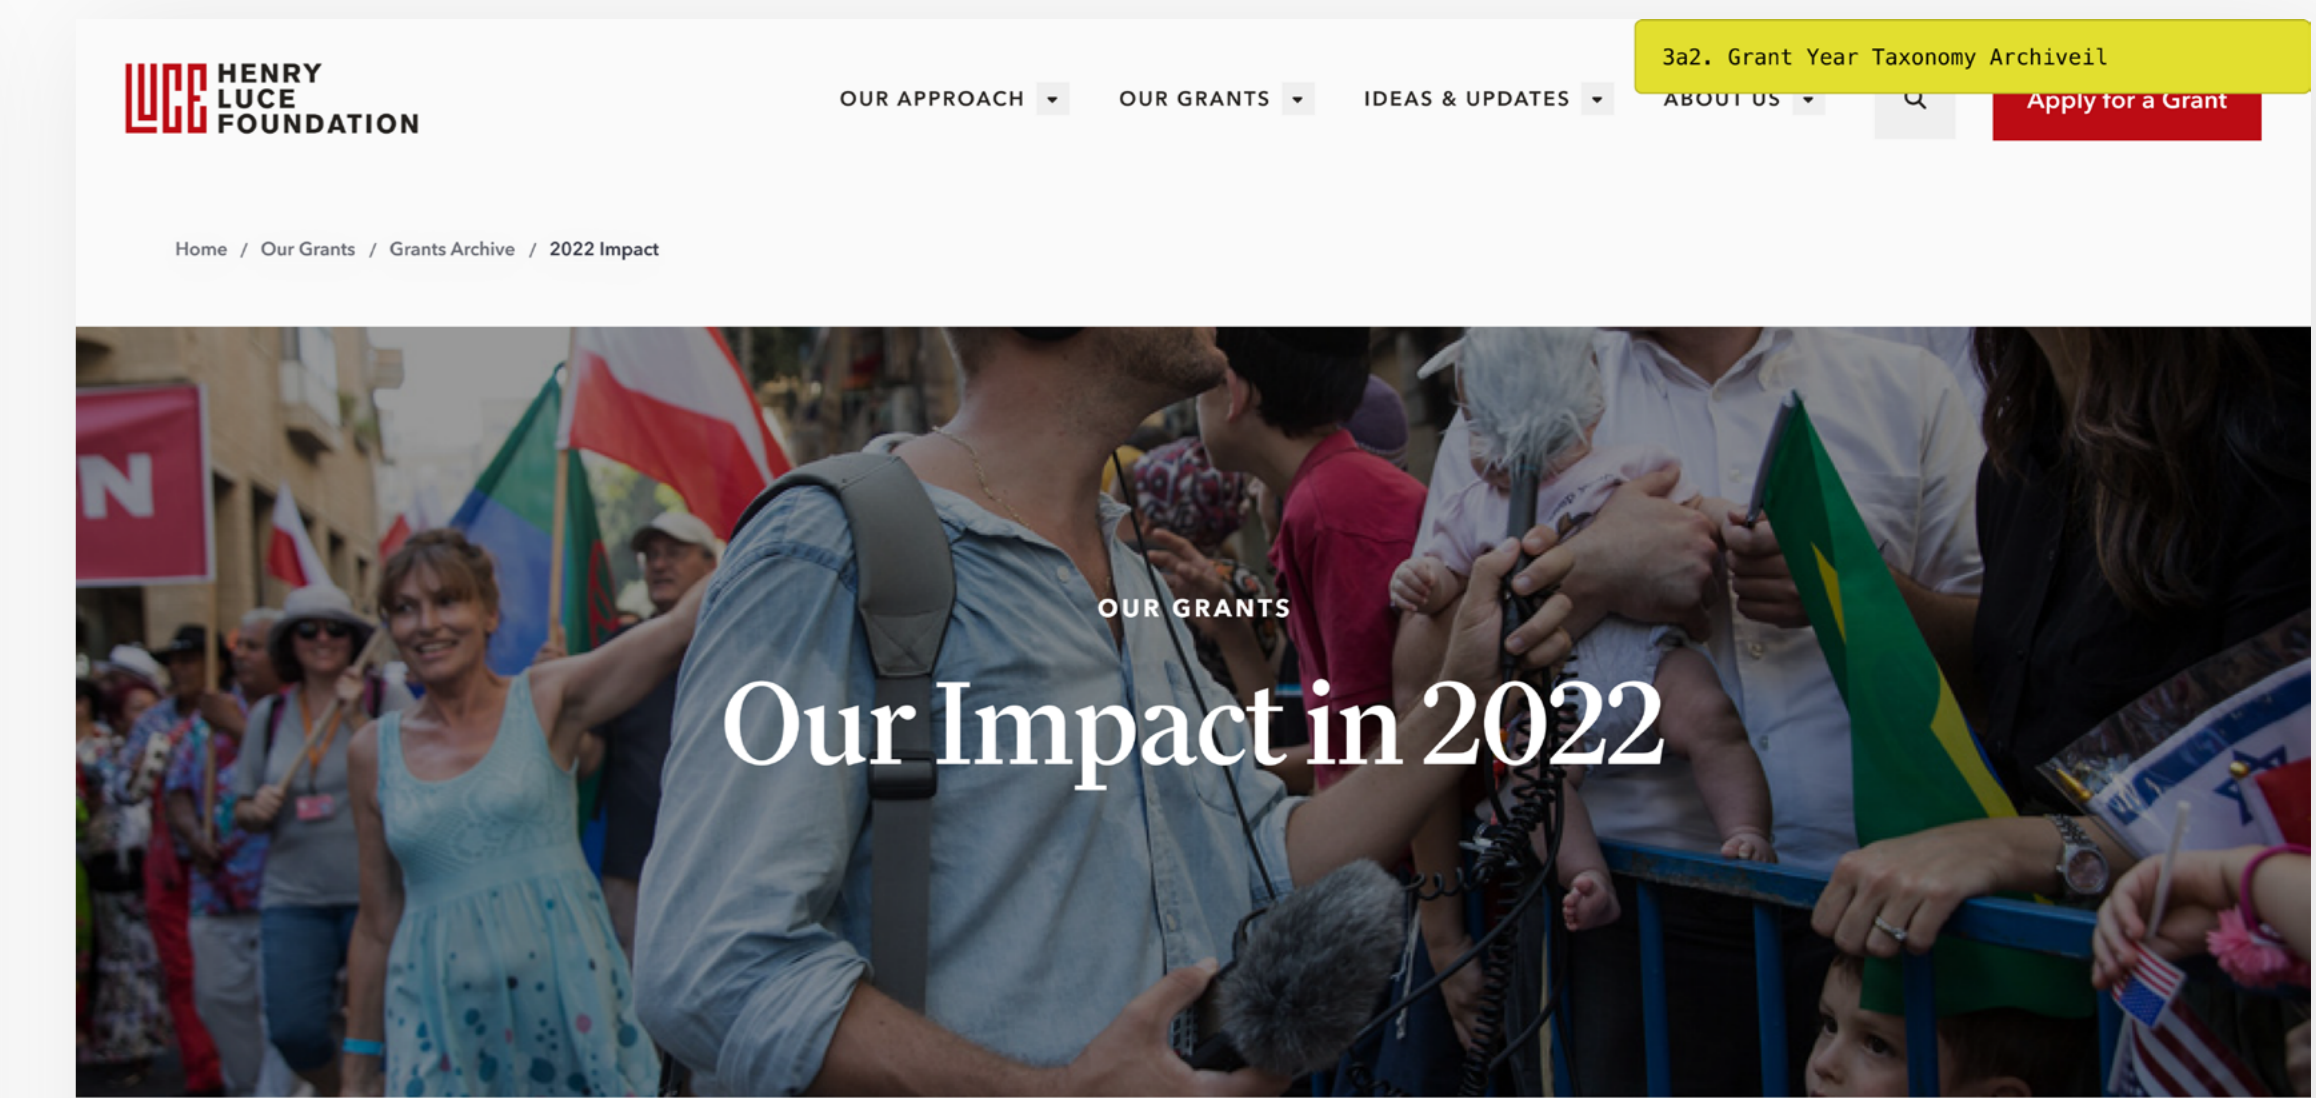 3a2. Grant Year Taxonomy Archiveil
LUCE HENRY
LUCE
FOUNDATION
OUR APPROACH OUR GRANTS IDEAS & UPDATES ABOUT US Apply for a Grant
Home / Our Grants / Grants Archive / 2022 Impact
N
OUR GRANTS
Our Impact in 2022